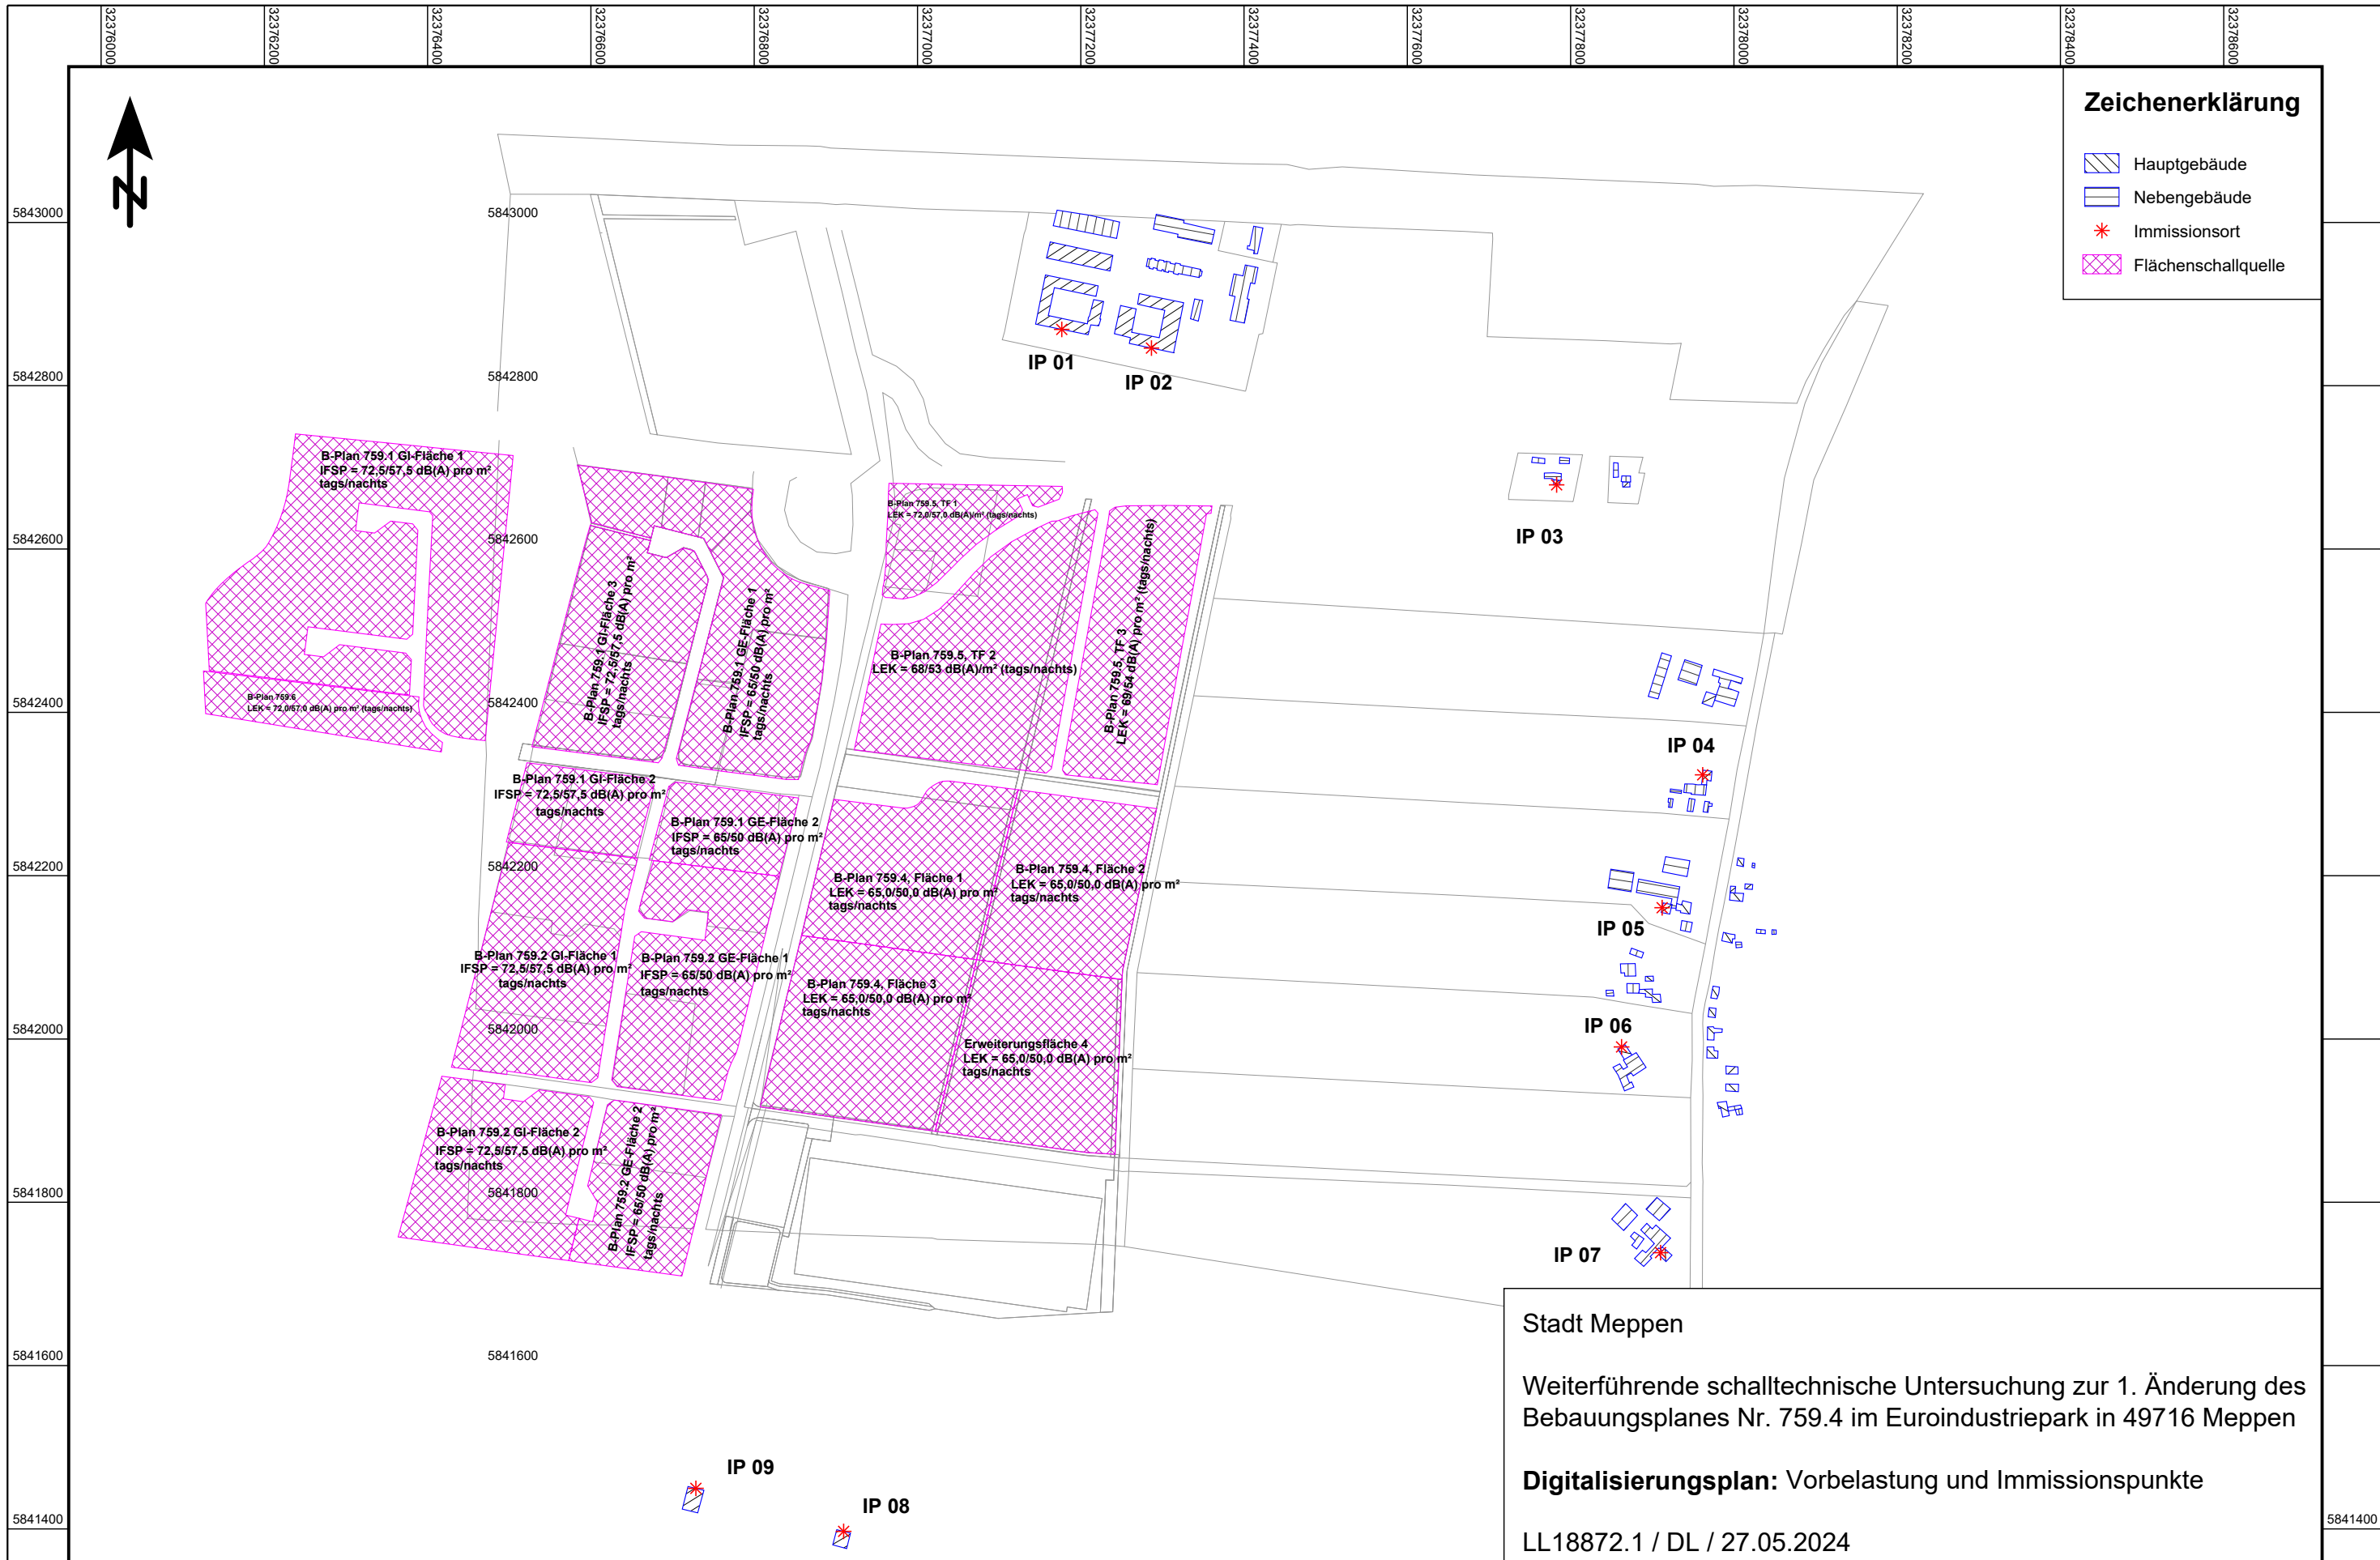 32376000
32376200
32376400
32376600
32376800
32377000
32377200
32377400
32377600
32377800
32378000
32378200
32378400
32378600
Zeichenerklärung
Hauptgebäude
Nebengebäude
Immissionsort
Flächenschallquelle
N
5843000
5843000
IP 01
IP 02
5842800
5842800
B-Plan 759.1 GI-Fläche 1
IFSP = 72,5/57,5 dB(A) pro m²
tags/nachts
B-Plan 759.5, TF 1
LEK = 72,0/57,0 dB(A)/m² (tags/nachts)
IP 03
5842600
5842600
B-Plan 759.1 GI-Fläche 3
IFSP = 72,5/57,5 dB(A) pro m²
tags/nachts
B-Plan 759.1 GE-Fläche 1
IFSP = 65/50 dB(A) pro m²
tags/nachts
B-Plan 759.5, TF 2
LEK = 68/53 dB(A)/m² (tags/nachts)
B-Plan 759.5, TF 3
LEK = 69/54 dB(A) pro m² (tags/nachts)
B-Plan 759.6
LEK = 72,0/57,0 dB(A) pro m² (tags/nachts)
5842400
5842400
IP 04
B-Plan 759.1 GI-Fläche 2
IFSP = 72,5/57,5 dB(A) pro m²
tags/nachts
B-Plan 759.1 GE-Fläche 2
IFSP = 65/50 dB(A) pro m²
tags/nachts
5842200
5842200
B-Plan 759.4, Fläche 1
LEK = 65,0/50,0 dB(A) pro m²
tags/nachts
B-Plan 759.4, Fläche 2
LEK = 65,0/50,0 dB(A) pro m²
tags/nachts
IP 05
B-Plan 759.2 GI-Fläche 1
IFSP = 72,5/57,5 dB(A) pro m²
tags/nachts
B-Plan 759.2 GE-Fläche 1
IFSP = 65/50 dB(A) pro m²
tags/nachts
B-Plan 759.4, Fläche 3
LEK = 65,0/50,0 dB(A) pro m²
tags/nachts
5842000
5842000
IP 06
Erweiterungsfläche 4
LEK = 65,0/50,0 dB(A) pro m²
tags/nachts
B-Plan 759.2 GI-Fläche 2
IFSP = 72,5/57,5 dB(A) pro m²
tags/nachts
B-Plan 759.2 GE-Fläche 2
IFSP = 65/50 dB(A) pro m²
tags/nachts
5841800
5841800
IP 07
5841600
5841600
Stadt Meppen
Weiterführende schalltechnische Untersuchung zur 1. Änderung des
Bebauungsplanes Nr. 759.4 im Euroindustriepark in 49716 Meppen
Digitalisierungsplan: Vorbelastung und Immissionspunkte
LL18872.1 / DL / 27.05.2024
IP 09
IP 08
5841400
5841400